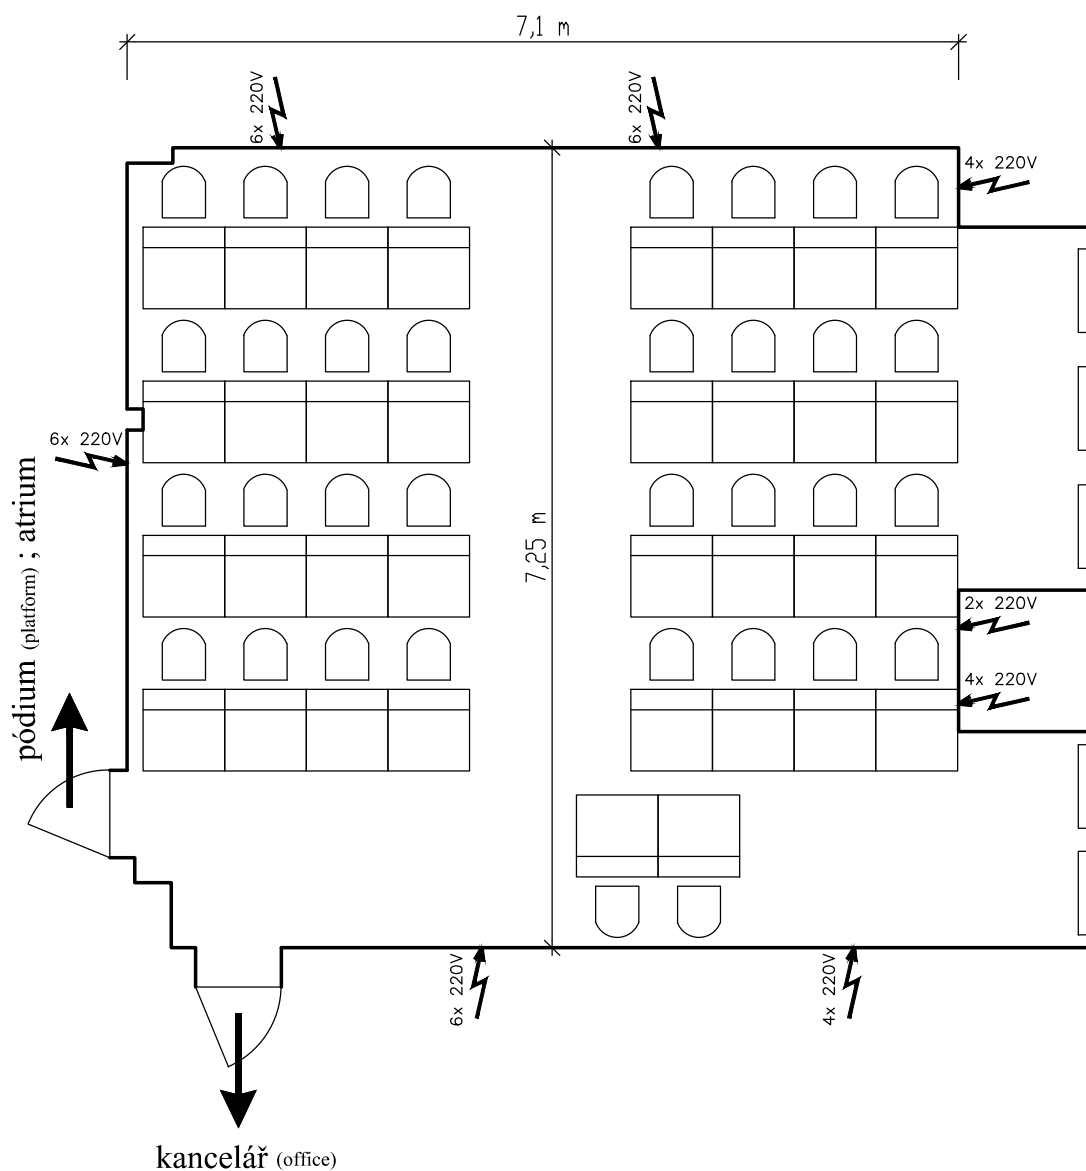 7,1 m
6x 220V
6x 220V
4x 220V
6x 220V
pódium (platform) ; atrium
7,25 m
2x 220V
4x 220V
6x 220V
4x 220V
kancelář (office)